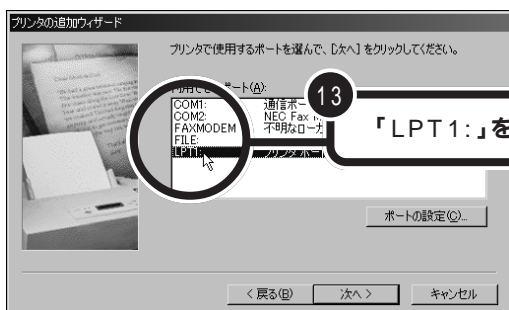 プリンタの追加ウィザード
プリンタで使用するポートを選んで、[次へ] をクリックしてください。
ート(A):
13
「LPT1:」を
COM1: 通信ポー
COM2: NEC Fax
FAXMODEM 不明なローカ
FILE:
LPT1: プリンタ ポー
ポートの設定(C)...
< 戻る(B)
次へ >
キャンセル